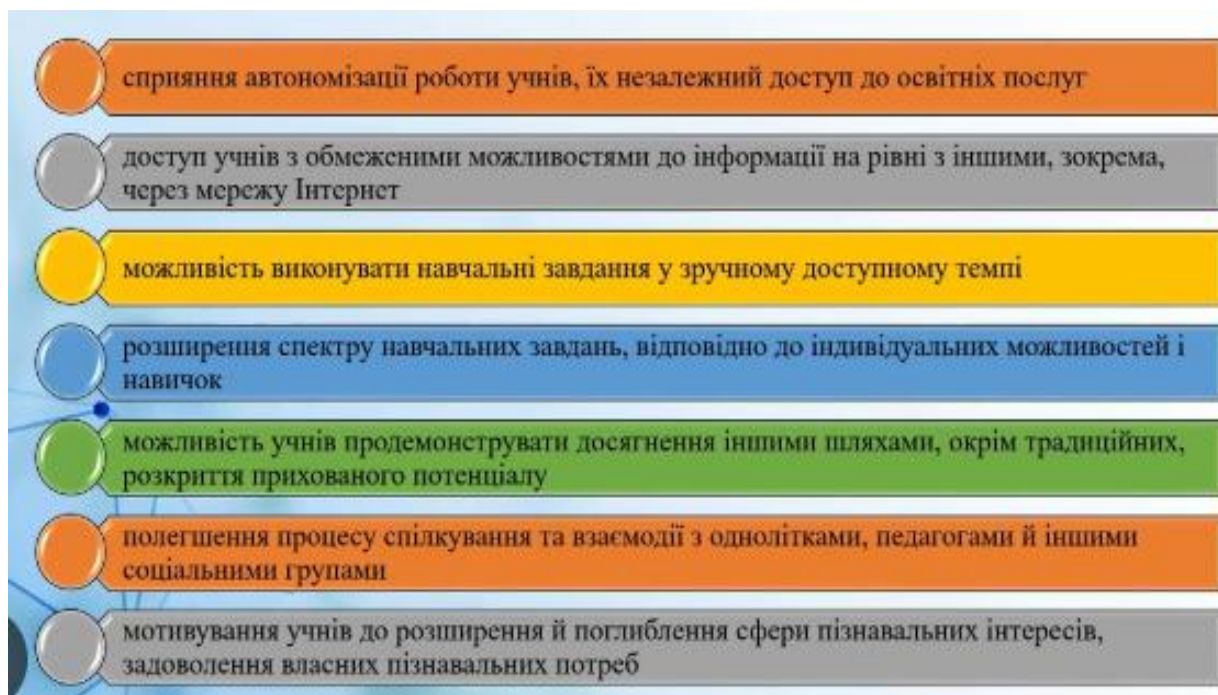 сприяння автономізації роботи учнів, їх незалежний доступ до освітніх послуг
доступ учнів з обмеженими можливостями до інформації на рівні з іншими, зокрема,
через мережу Інтернет
можливість виконувати навчальні завдання у зручному доступному темпі
розширення спектру навчальних завдань, відповідно до індивідуальних можливостей і
навичок
можливість учнів продемонструвати досягнення іншими шляхами, окрім традиційних,
розкриття прихованого потенціалу
полегшення процесу спілкування та взаємодії з однолітками, педагогами й іншими
соціальними групами
мотивування учнів до розширення й поглиблення сфери пізнавальних інтересів,
задоволення власних пізнавальних потреб